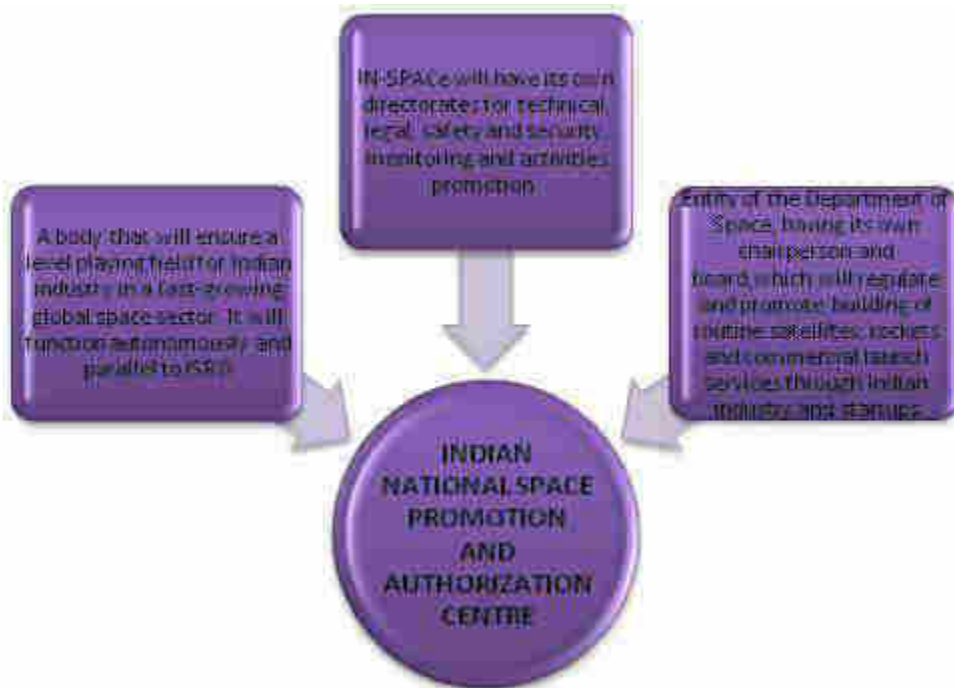 IN-SPACe will have its own
directorates for technical,
legal, safety and security,
monitoring and activities
promotion
A body that will ensure a
level playing field for Indian
industry in a fast-growing
global space sector. It will
function autonomously and
parallel to ISRO.
Entity of the Department of
Space, having its own
chairperson and
board,which will regulate
and promote building of
routine satellites, rockets
and commercial launch
services through Indian
industry and startups
INDIAN
NATIONAL SPACE
PROMOTION
AND
AUTHORIZATION
CENTRE